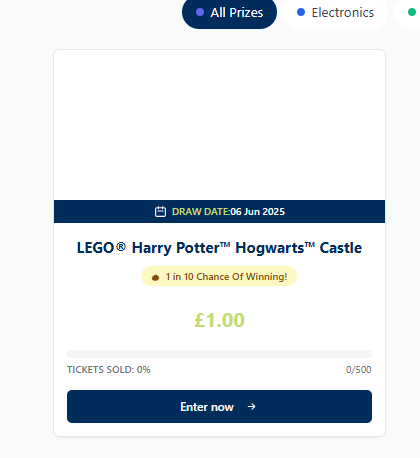 All Prizes
Electronics
DRAW DATE:06 Jun 2025
LEGO® Harry Potter™ Hogwarts™ Castle
1 in 10 Chance Of Winning!
£1.00
TICKETS SOLD: 0%
0/500
Enter now →